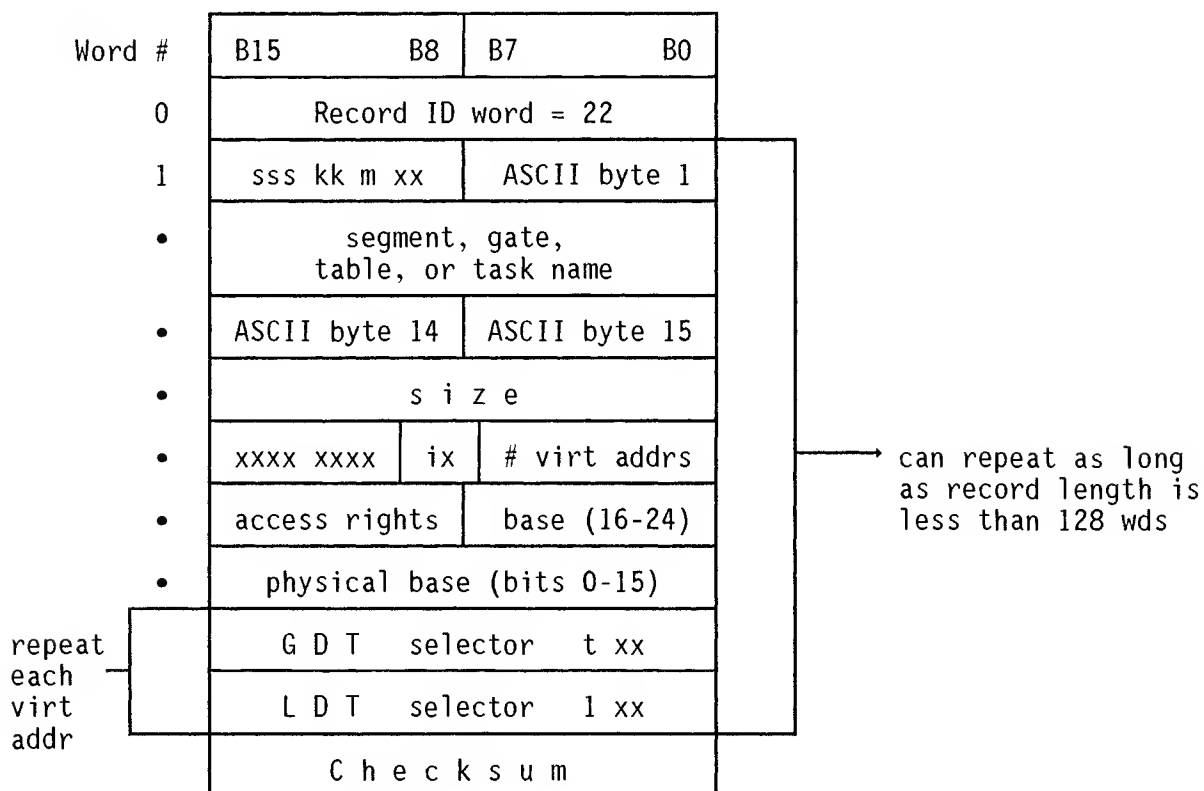 Word # B15 B8 B7 B0
0 Record ID word = 22
1 sss kk m xx ASCII byte 1
• segment, gate,
table, or task name
• ASCII byte 14 ASCII byte 15
• s i z e
• xxxx xxxx ix # virt addrs
• access rights base (16-24)
• physical base (bits 0-15)
G D T selector t xx
L D T selector l xx
C h e c k s u m
can repeat as long
as record length is
less than 128 wds
repeat
each
virt
addr